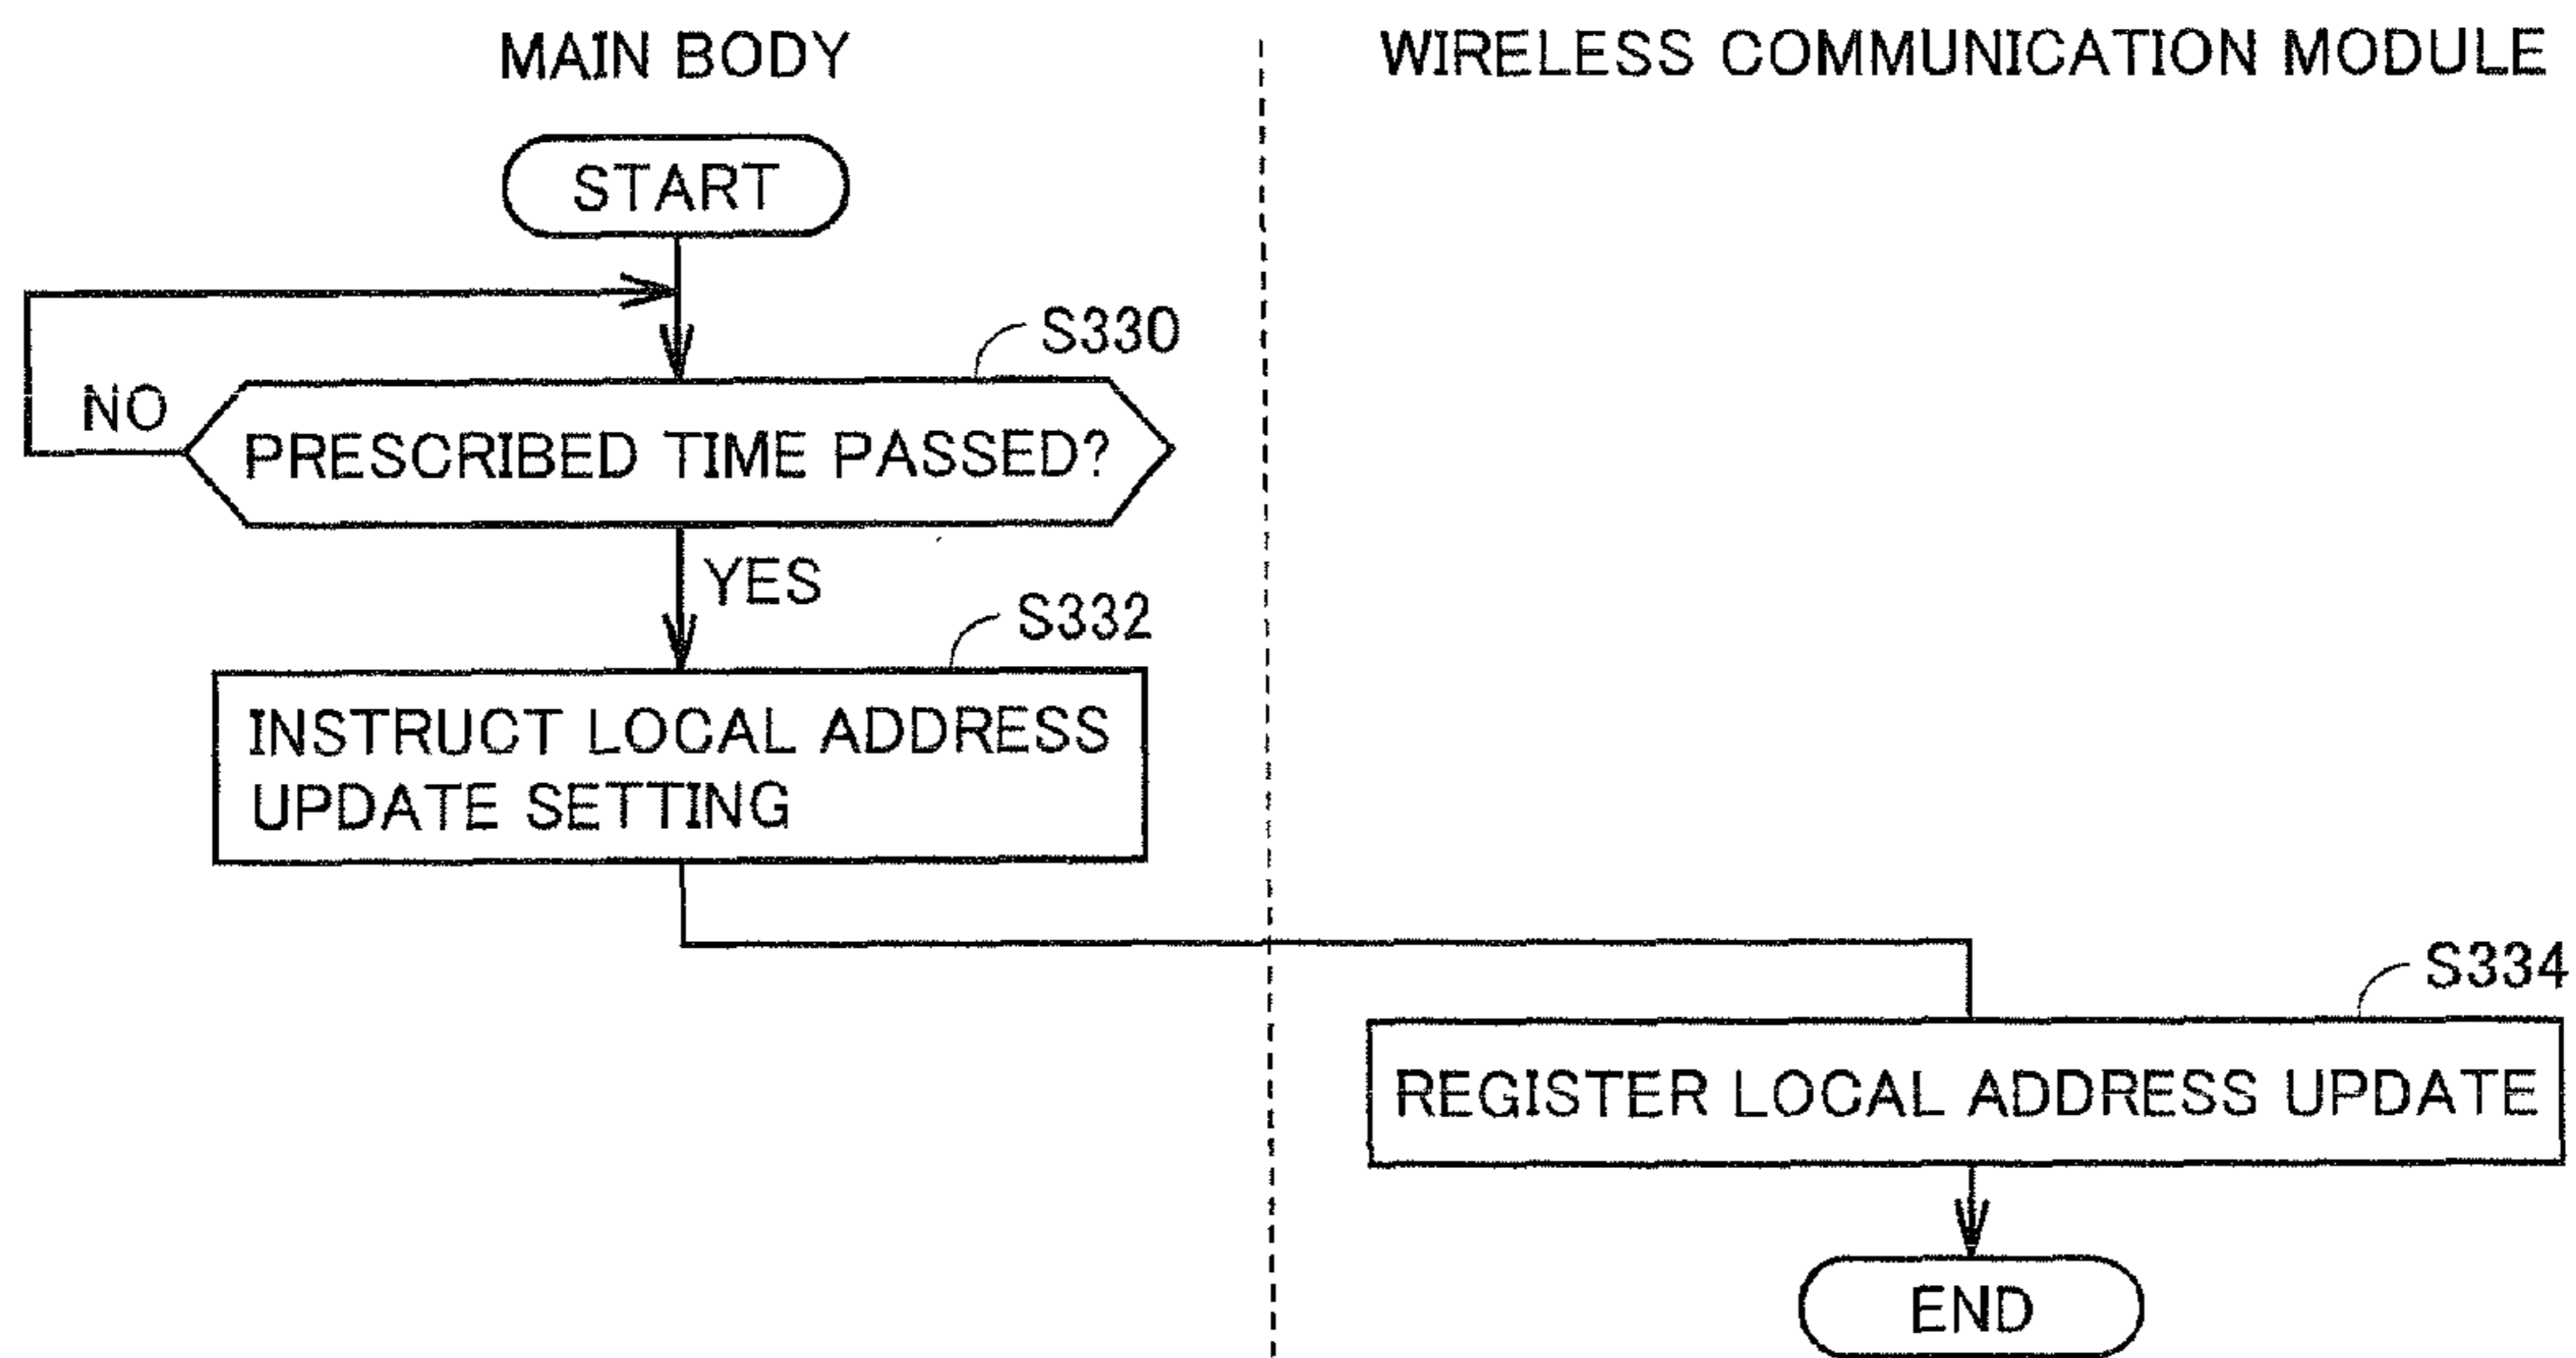 MAIN BODY
WIRELESS COMMUNICATION MODULE
START
S330
NO
PRESCRIBED TIME PASSED?
YES
S332
INSTRUCT LOCAL ADDRESS
UPDATE SETTING
S334
REGISTER LOCAL ADDRESS UPDATE
END